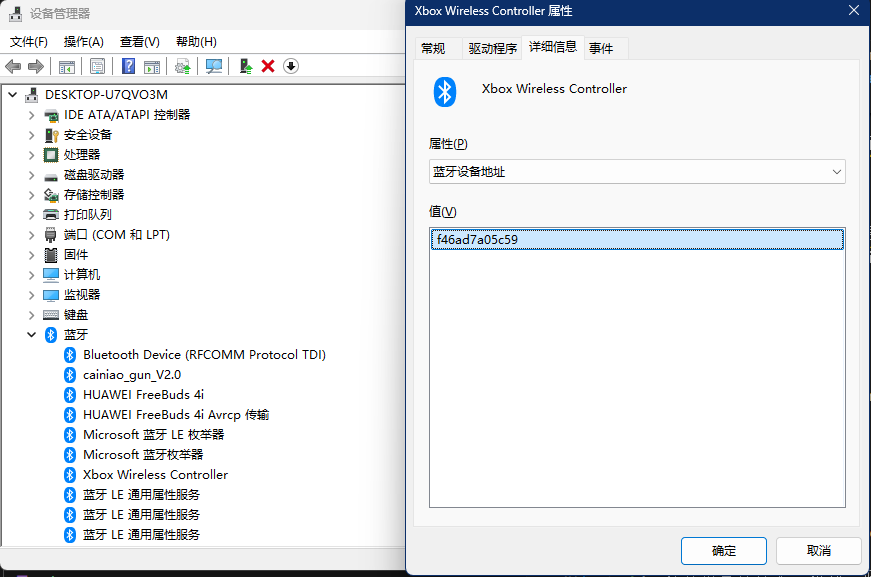 设备管理器
文件(F) 操作(A) 查看(V) 帮助(H)
DESKTOP-U7QVO3M
IDE ATA/ATAPI 控制器
安全设备
处理器
磁盘驱动器
存储控制器
打印队列
端口 (COM 和 LPT)
固件
计算机
监视器
键盘
蓝牙
Bluetooth Device (RFCOMM Protocol TDI)
cainiao_gun_V2.0
HUAWEI FreeBuds 4i
HUAWEI FreeBuds 4i Avrcp 传输
Microsoft 蓝牙 LE 枚举器
Microsoft 蓝牙枚举器
Xbox Wireless Controller
蓝牙 LE 通用属性服务
蓝牙 LE 通用属性服务
蓝牙 LE 通用属性服务
Xbox Wireless Controller 属性
常规 驱动程序 详细信息 事件
Xbox Wireless Controller
属性(P)
蓝牙设备地址
值(V)
f46ad7a05c59
确定 取消